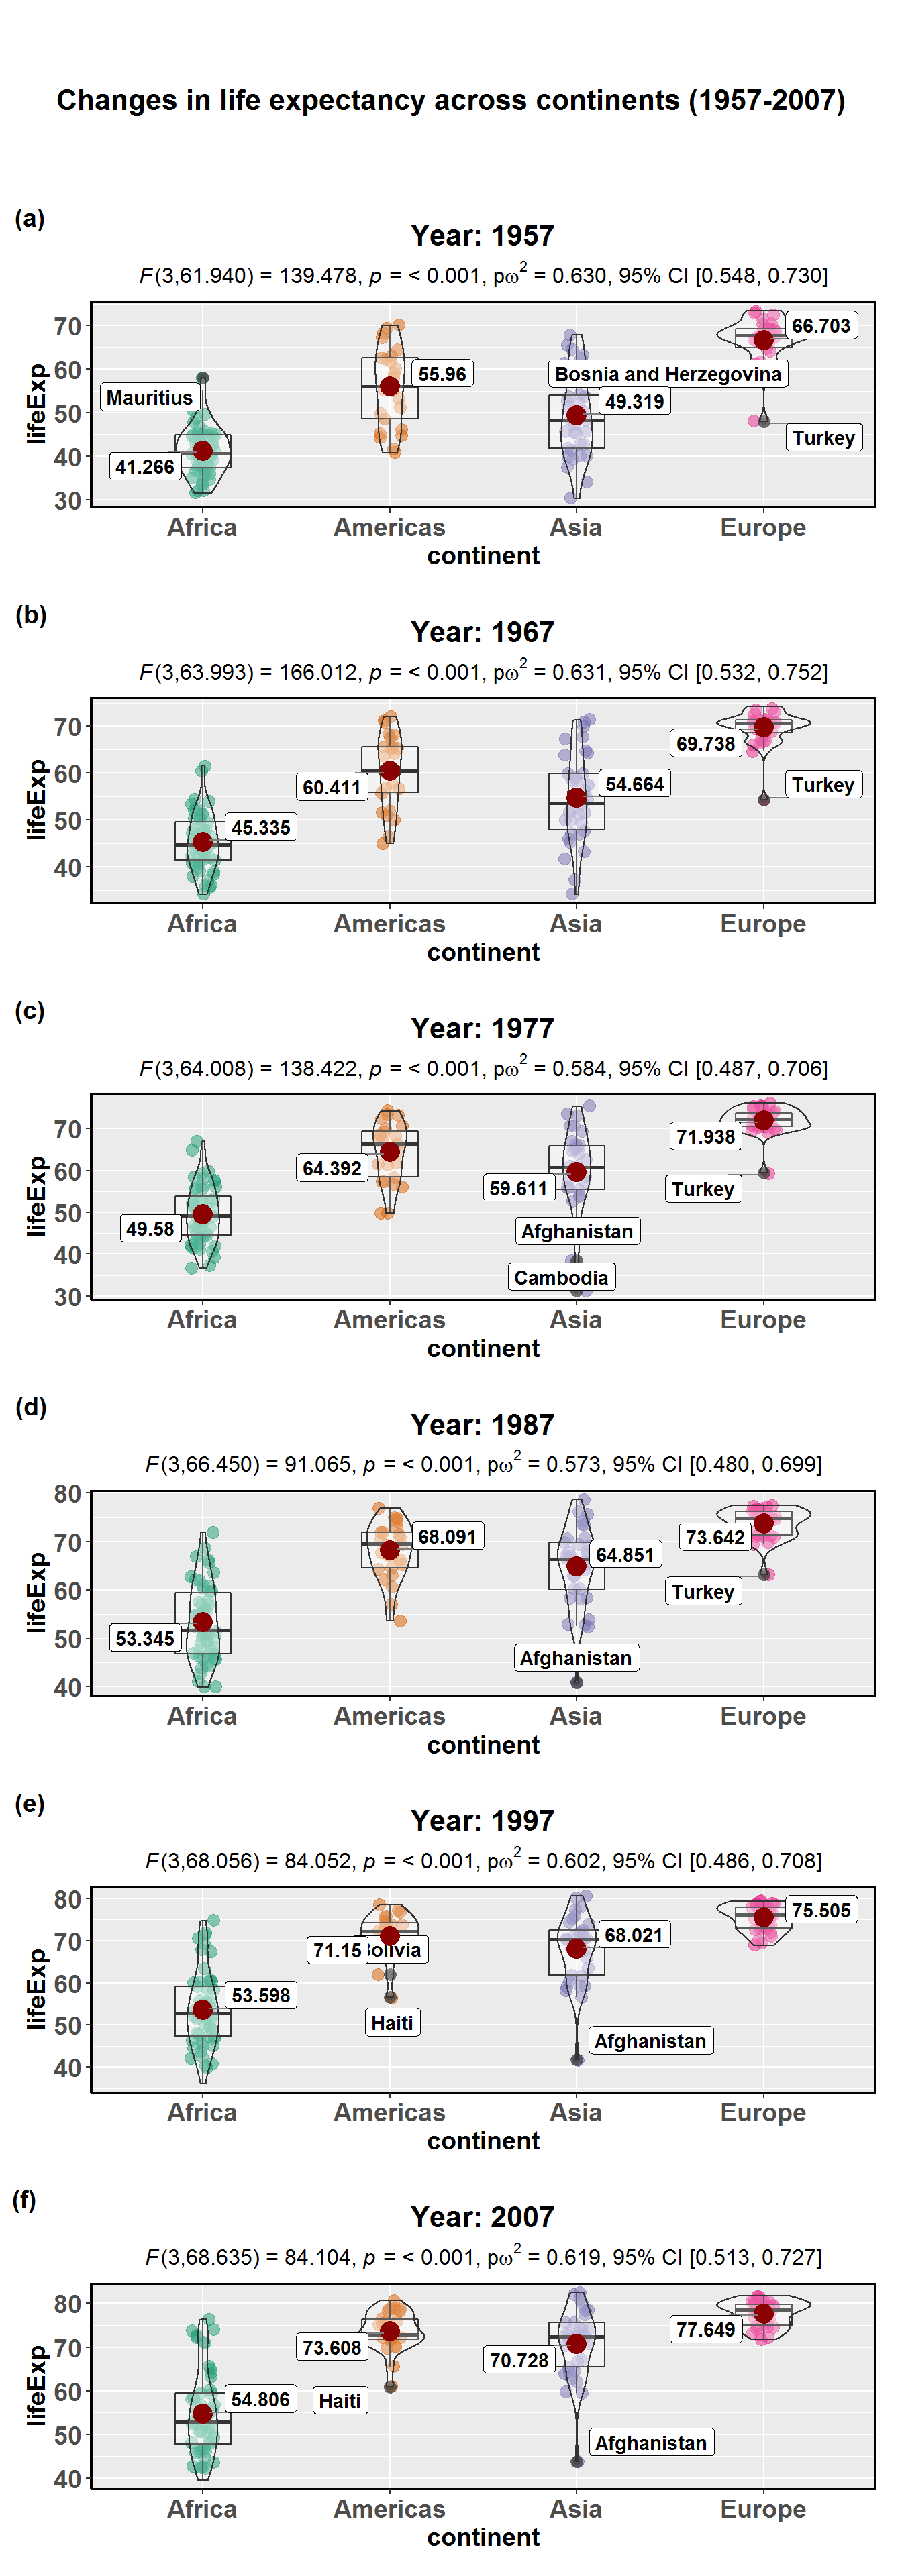 Changes in life expectancy across continents (1957-2007)
(a)
Year: 1957
F(3,61.940) = 139.478, p = < 0.001, pω² = 0.630, 95% CI [0.548, 0.730]
lifeExp
70
60
50
40
30
Mauritius
41.266
55.96
Bosnia and Herzegovina
49.319
66.703
Turkey
Africa Americas Asia Europe
continent
(b)
Year: 1967
F(3,63.993) = 166.012, p = < 0.001, pω² = 0.631, 95% CI [0.532, 0.752]
lifeExp
70
60
50
40
45.335
60.411
54.664
69.738
Turkey
Africa Americas Asia Europe
continent
(c)
Year: 1977
F(3,64.008) = 138.422, p = < 0.001, pω² = 0.584, 95% CI [0.487, 0.706]
lifeExp
70
60
50
40
30
49.58
64.392
59.611
Afghanistan
Cambodia
71.938
Turkey
Africa Americas Asia Europe
continent
(d)
Year: 1987
F(3,66.450) = 91.065, p = < 0.001, pω² = 0.573, 95% CI [0.480, 0.699]
lifeExp
80
70
60
50
40
53.345
68.091
64.851
Afghanistan
73.642
Turkey
Africa Americas Asia Europe
continent
(e)
Year: 1997
F(3,68.056) = 84.052, p = < 0.001, pω² = 0.602, 95% CI [0.486, 0.708]
lifeExp
80
70
60
50
40
53.598
71.15
Bolivia
Haiti
68.021
Afghanistan
75.505
Africa Americas Asia Europe
continent
(f)
Year: 2007
F(3,68.635) = 84.104, p = < 0.001, pω² = 0.619, 95% CI [0.513, 0.727]
lifeExp
80
70
60
50
40
54.806
73.608
Haiti
70.728
Afghanistan
77.649
Africa Americas Asia Europe
continent